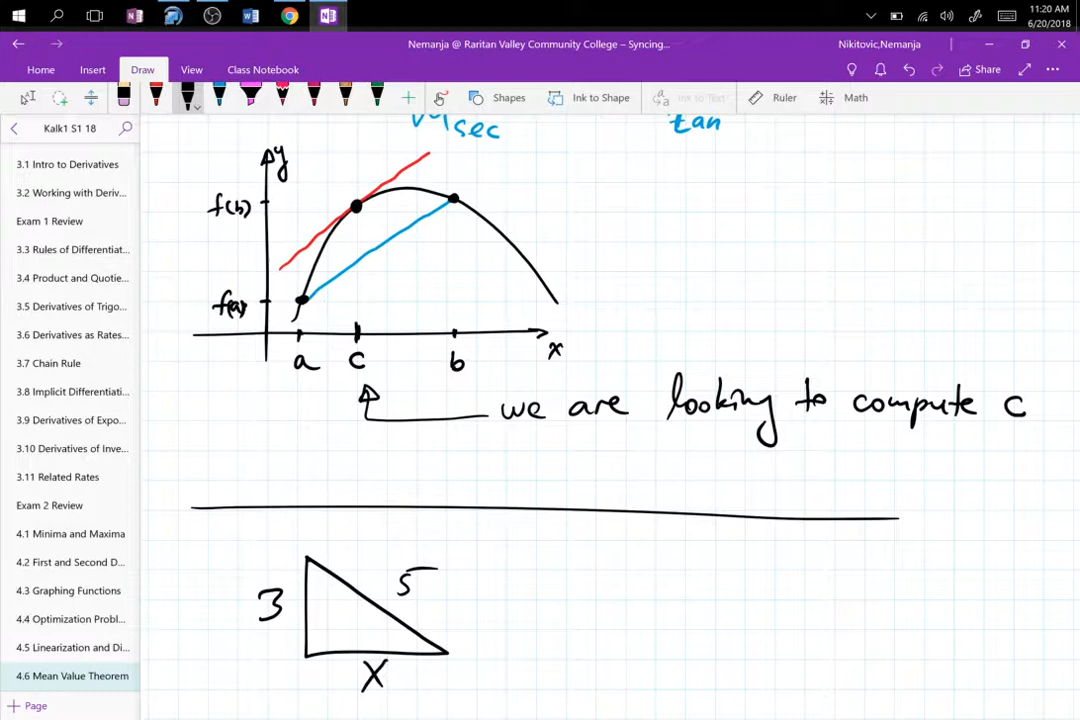 11:20 AM
6/20/2018
Nemanja @ Raritan Valley Community College – Syncing...
Nikitovic,Nemanja
Home Insert Draw View Class Notebook Share
Shapes Ink to Shape Ink to Text Ruler Math
Kalk1 S1 18
3.1 Intro to Derivatives
3.2 Working with Deriv...
Exam 1 Review
3.3 Rules of Differentiat...
3.4 Product and Quotie...
3.5 Derivatives of Trigo...
3.6 Derivatives as Rates...
3.7 Chain Rule
3.8 Implicit Differentiati...
3.9 Derivatives of Expo...
3.10 Derivatives of Inve...
3.11 Related Rates
Exam 2 Review
4.1 Minima and Maxima
4.2 First and Second D...
4.3 Graphing Functions
4.4 Optimization Probl...
4.5 Linearization and Di...
4.6 Mean Value Theorem
Page
sec tan
y
f(b)
f(a)
a c b x
we are looking to compute c
3 5
x